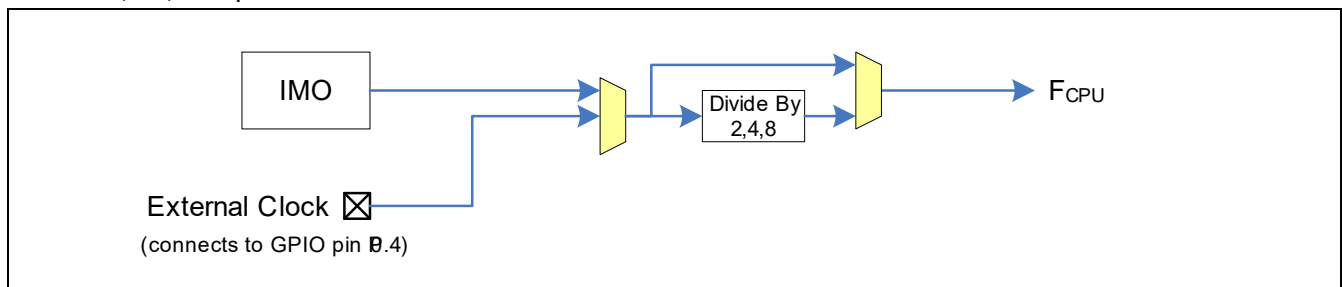 IMO
Divide By
2,4,8
FCPU
External Clock
(connects to GPIO pin P0.4)